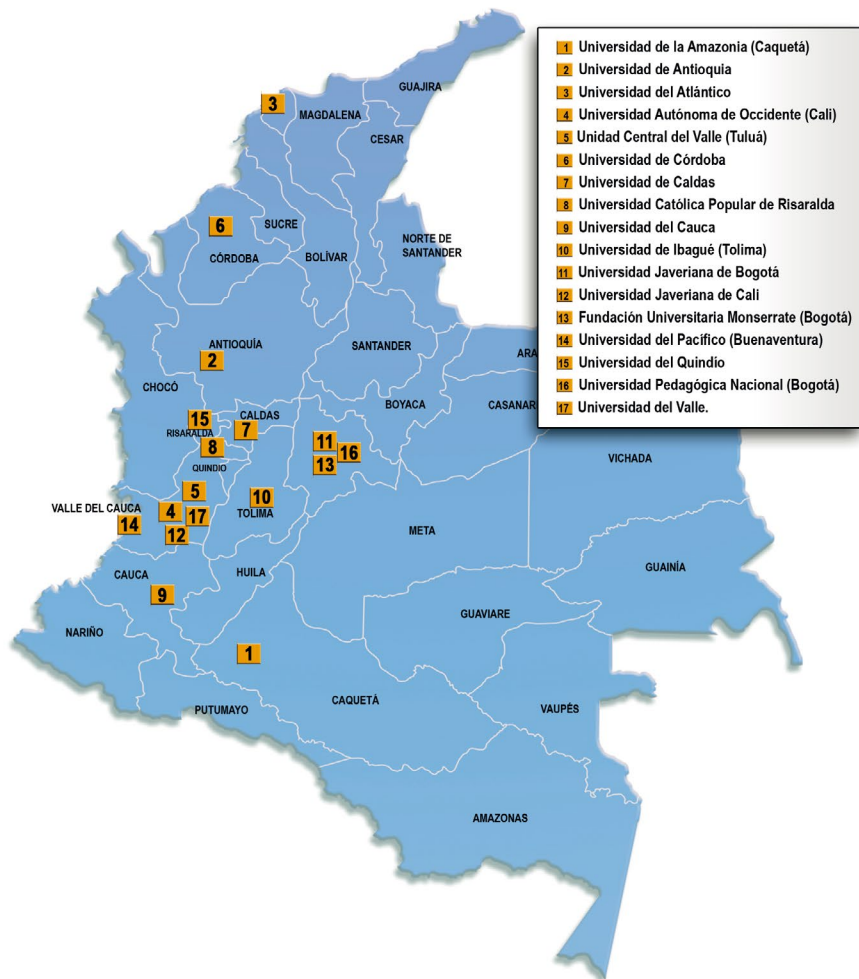 1 Universidad de la Amazonia (Caquetá)
2 Universidad de Antioquia
3 Universidad del Atlántico
4 Universidad Autónoma de Occidente (Cali)
5 Unidad Central del Valle (Tuluá)
6 Universidad de Córdoba
7 Universidad de Caldas
8 Universidad Católica Popular de Risaralda
9 Universidad del Cauca
10 Universidad de Ibagué (Tolima)
11 Universidad Javeriana de Bogotá
12 Universidad Javeriana de Cali
13 Fundación Universitaria Monserrate (Bogotá)
14 Universidad del Pacífico (Buenaventura)
15 Universidad del Quindío
16 Universidad Pedagógica Nacional (Bogotá)
17 Universidad del Valle.
GUAJIRA
3
MAGDALENA
CESAR
6
SUCRE
NORTE DE
SANTANDER
CÓRDOBA
BOLÍVAR
ANTIOQUÍA
SANTANDER
2
ARA
CHOCÓ
BOYACA
CASANAR
15
CALDAS
RISARALDA
7
11
8
16
13
VICHADA
QUINDIO
5
10
VALLE DEL CAUCA
4
17
TOLIMA
14
12
META
CAUCA
HUILA
GUAINÍA
9
GUAVIARE
NARIÑO
1
CAQUETÀ
PUTUMAYO
VAUPÈS
AMAZONAS